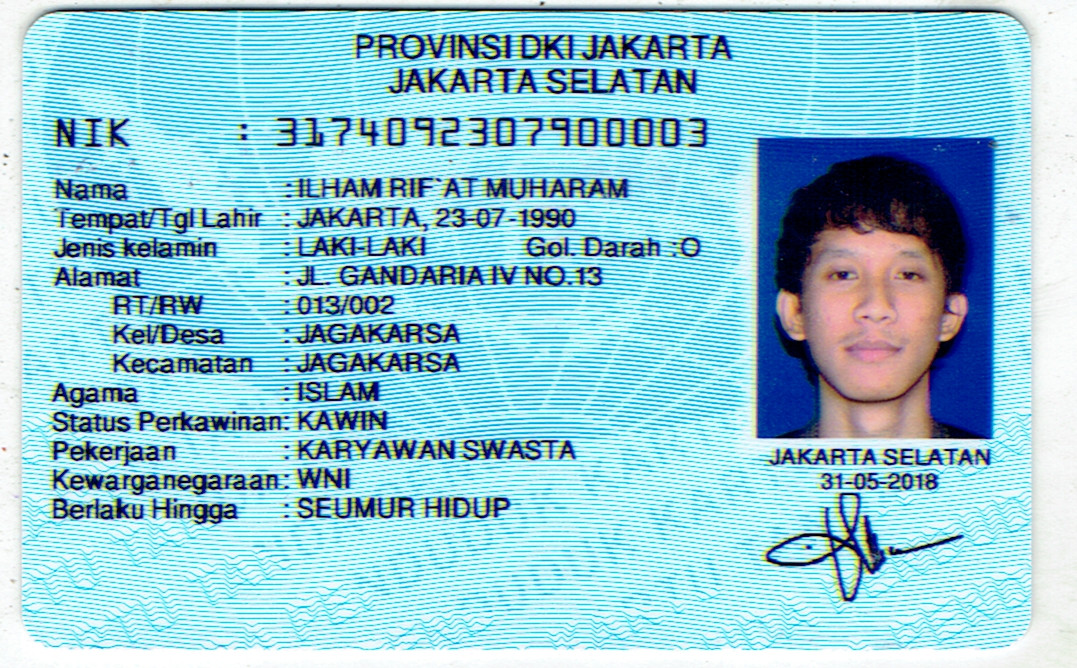 PROVINSI DKI JAKARTA
JAKARTA SELATAN
NIK : 3174092307900003
Nama : ILHAM RIF`AT MUHARAM
Tempat/Tgl Lahir : JAKARTA, 23-07-1990
Jenis kelamin : LAKI-LAKI Gol. Darah :O
Alamat : JL. GANDARIA IV NO.13
RT/RW : 013/002
Kel/Desa : JAGAKARSA
Kecamatan : JAGAKARSA
Agama : ISLAM
Status Perkawinan: KAWIN
Pekerjaan : KARYAWAN SWASTA
Kewarganegaraan: WNI
Berlaku Hingga : SEUMUR HIDUP
JAKARTA SELATAN
31-05-2018